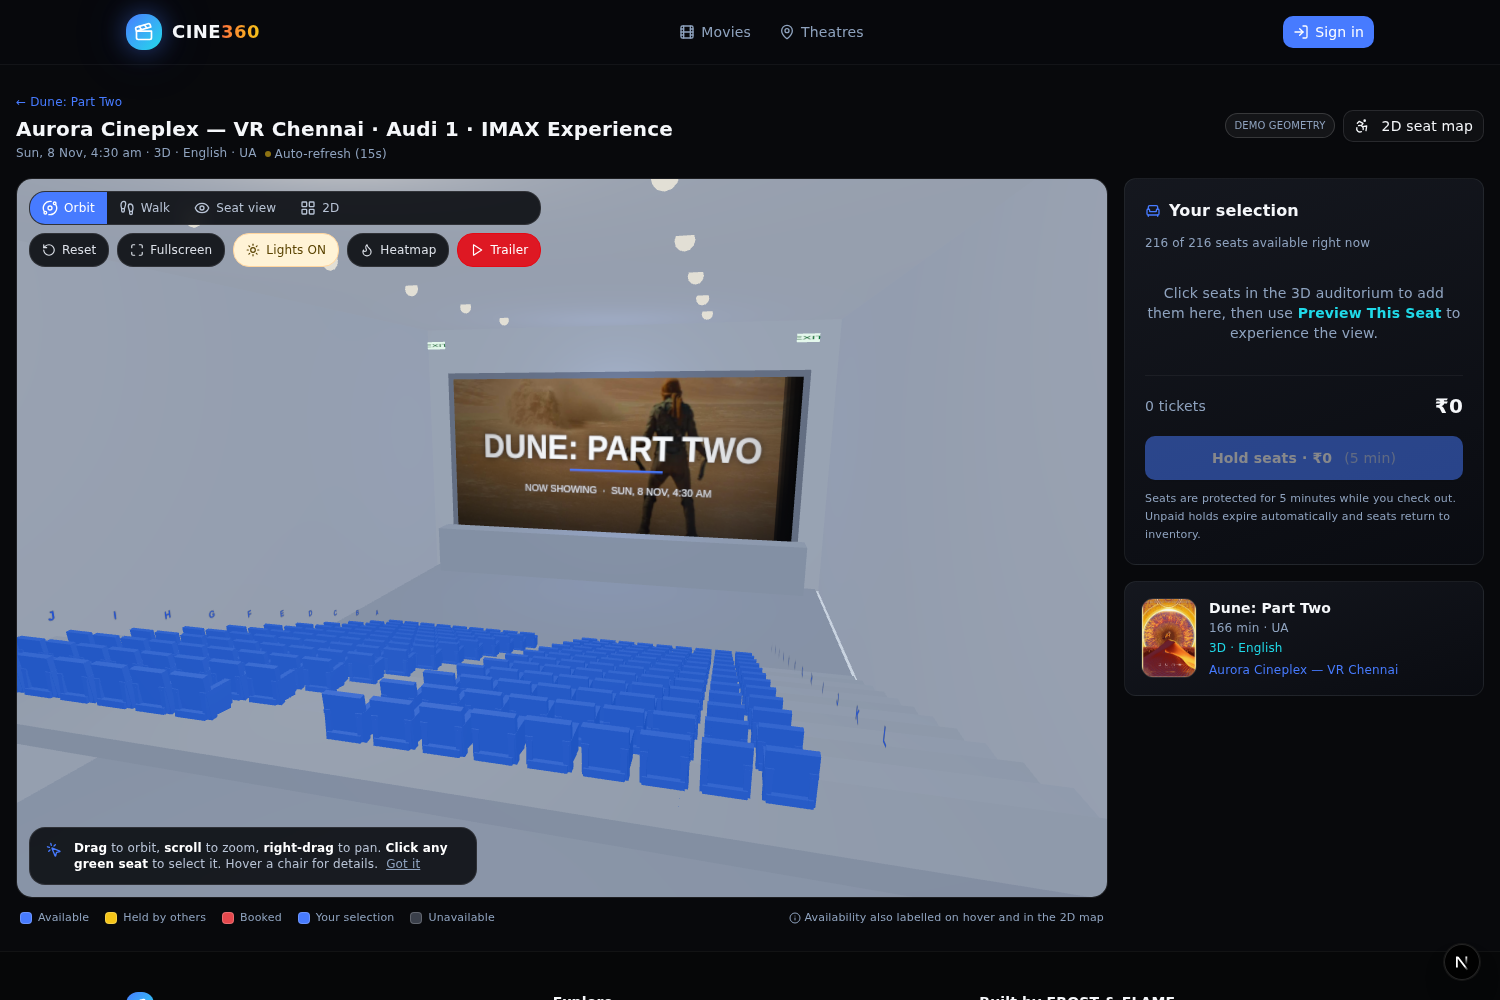 CINE360
Movies
Theatres
Sign in
← Dune: Part Two
Aurora Cineplex — VR Chennai · Audi 1 · IMAX Experience
Sun, 8 Nov, 4:30 am · 3D · English · UA
Auto-refresh (15s)
DEMO GEOMETRY
2D seat map
Orbit
Walk
Seat view
2D
Reset
Fullscreen
Lights ON
Heatmap
Trailer
EXIT
EXIT
DUNE: PART TWO
NOW SHOWING · SUN, 8 NOV, 4:30 AM
J I H G F E D C B A
Drag to orbit, scroll to zoom, right-drag to pan. Click any
green seat to select it. Hover a chair for details. Got it
Available
Held by others
Booked
Your selection
Unavailable
Availability also labelled on hover and in the 2D map
Your selection
216 of 216 seats available right now
Click seats in the 3D auditorium to add
them here, then use Preview This Seat to
experience the view.
0 tickets
₹0
Hold seats · ₹0 (5 min)
Seats are protected for 5 minutes while you check out.
Unpaid holds expire automatically and seats return to
inventory.
Dune: Part Two
166 min · UA
3D · English
Aurora Cineplex — VR Chennai
N
Explore
Built by FROST & FLAME